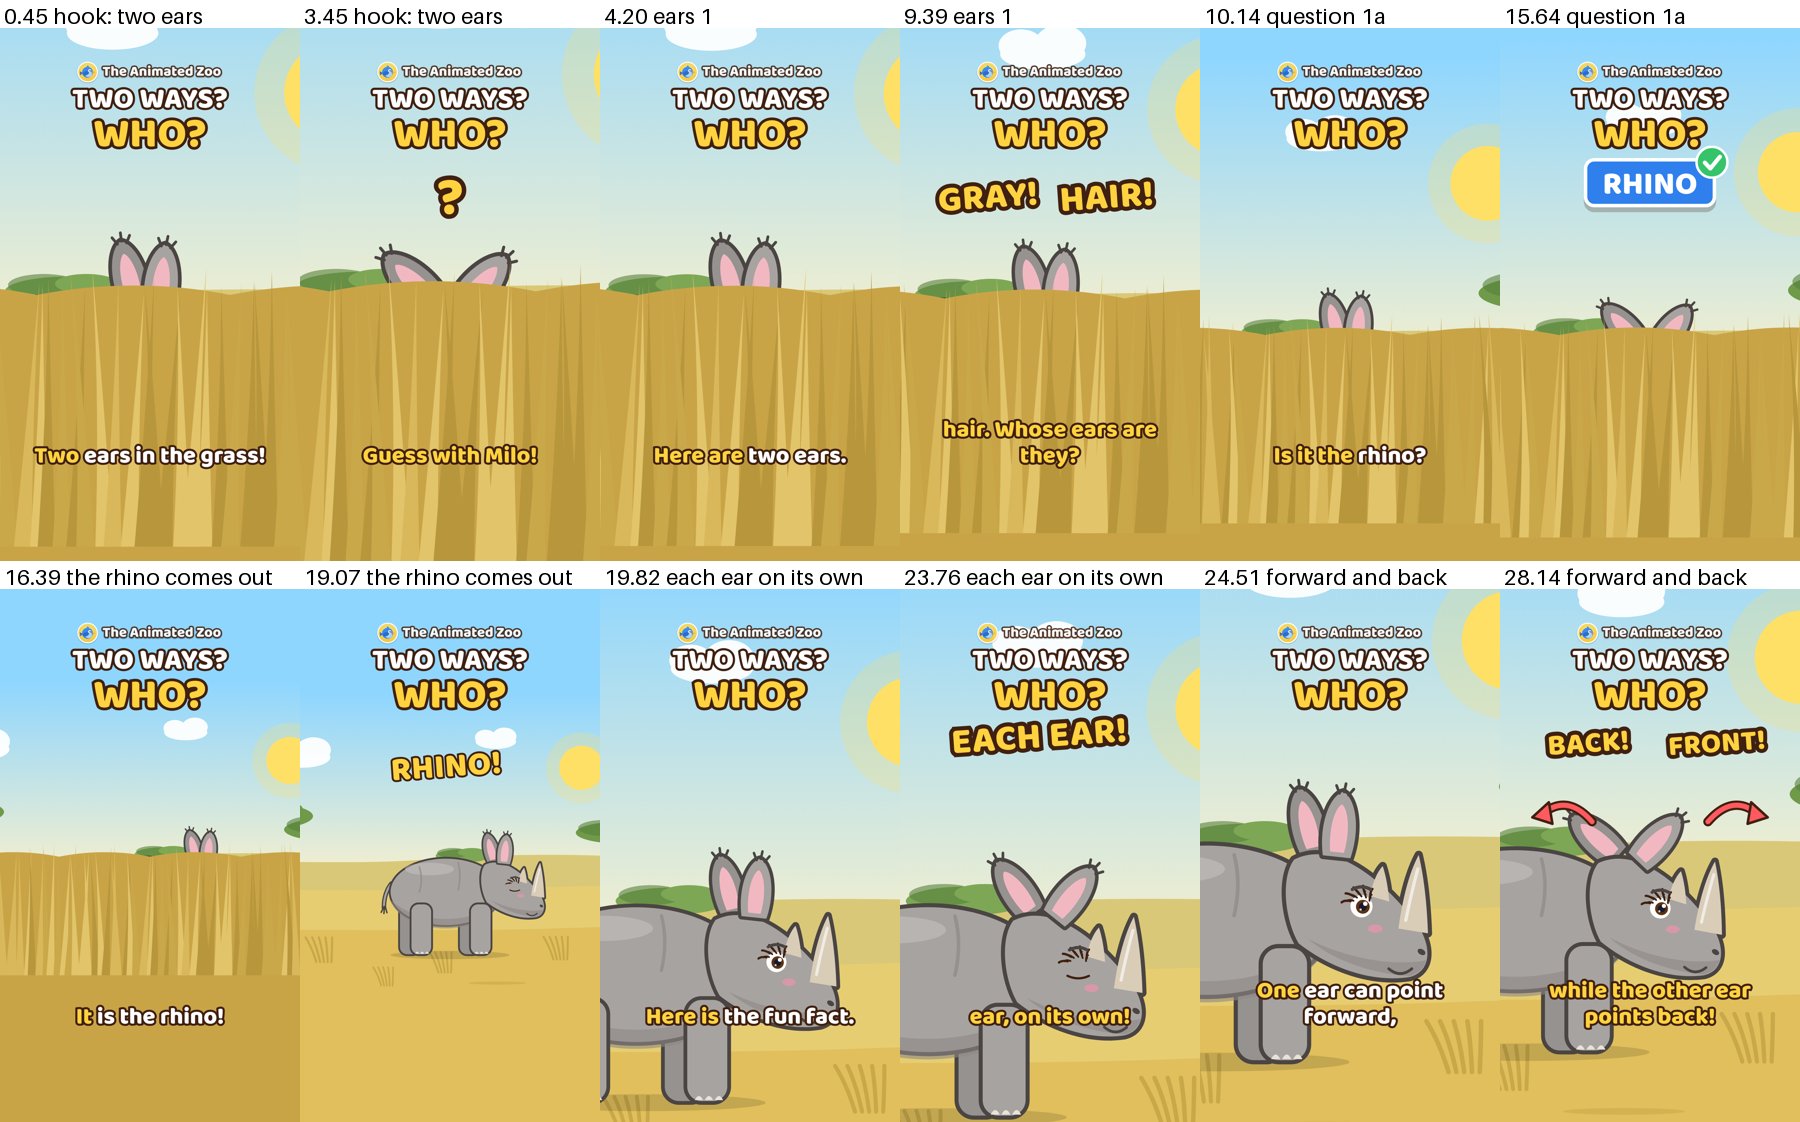 0.45 hook: two ears
The Animated Zoo
TWO WAYS?
WHO?
Two ears in the grass!
3.45 hook: two ears
The Animated Zoo
TWO WAYS?
WHO?
?
Guess with Milo!
4.20 ears 1
The Animated Zoo
TWO WAYS?
WHO?
Here are two ears.
9.39 ears 1
The Animated Zoo
TWO WAYS?
WHO?
GRAY! HAIR!
hair. Whose ears are
they?
10.14 question 1a
The Animated Zoo
TWO WAYS?
WHO?
Is it the rhino?
15.64 question 1a
The Animated Zoo
TWO WAYS?
WHO?
RHINO
16.39 the rhino comes out
The Animated Zoo
TWO WAYS?
WHO?
It is the rhino!
19.07 the rhino comes out
The Animated Zoo
TWO WAYS?
WHO?
RHINO!
19.82 each ear on its own
The Animated Zoo
TWO WAYS?
WHO?
Here is the fun fact.
23.76 each ear on its own
The Animated Zoo
TWO WAYS?
WHO?
EACH EAR!
ear, on its own!
24.51 forward and back
The Animated Zoo
TWO WAYS?
WHO?
One ear can point
forward,
28.14 forward and back
The Animated Zoo
TWO WAYS?
WHO?
BACK! FRONT!
while the other ear
points back!